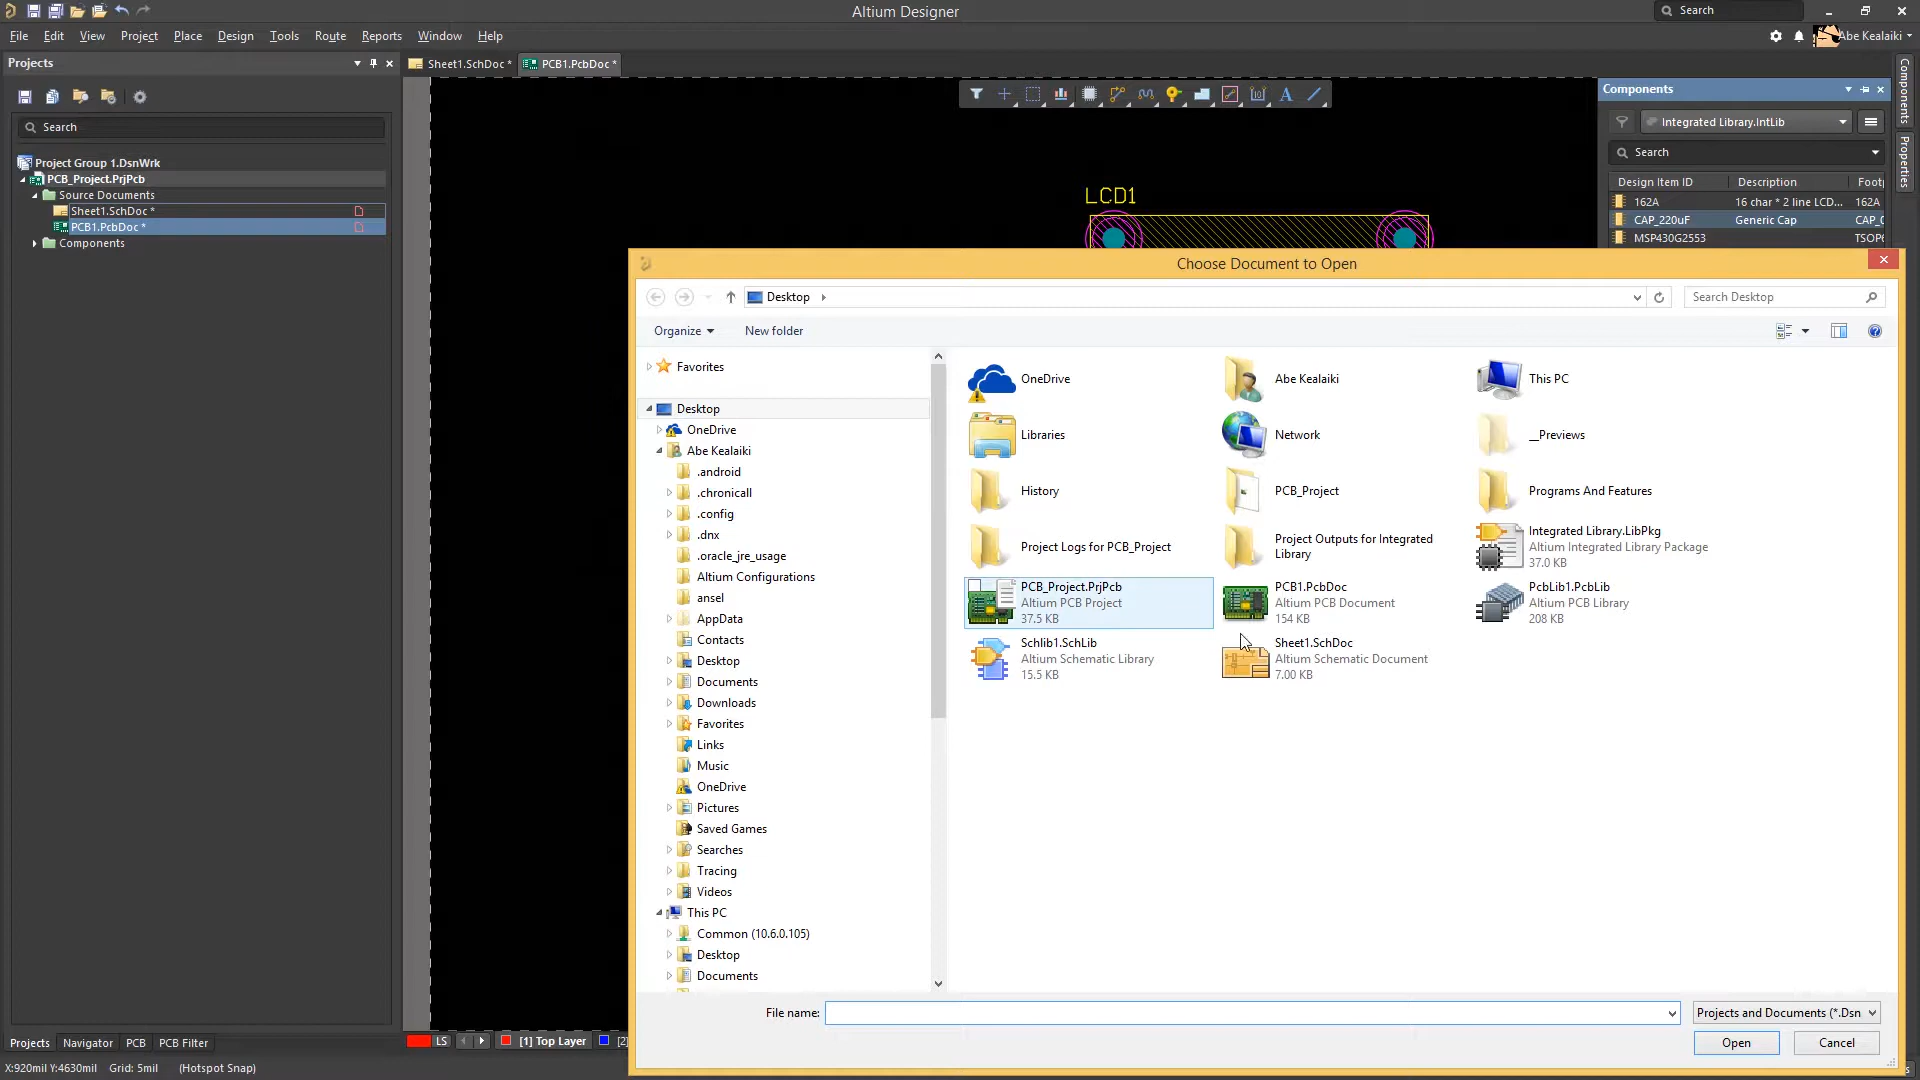 Altium Designer
Search
File Edit View Project Place Design Tools Route Reports Window Help
Abe Kealaiki
Projects
Sheet1.SchDoc *
PCB1.PcbDoc *
Search
Project Group 1.DsnWrk
PCB_Project.PrjPcb
Source Documents
Sheet1.SchDoc *
PCB1.PcbDoc *
Components
LCD1
Components
Integrated Library.IntLib
Search
Design Item ID Description Footp
162A 16 char * 2 line LCD... 162A
CAP_220uF Generic Cap CAP_
MSP430G2553 TSOP
Components
Properties
Choose Document to Open
Desktop
Search Desktop
Organize
New folder
Favorites
Desktop
OneDrive
Abe Kealaiki
.android
.chronicall
.config
.dnx
.oracle_jre_usage
Altium Configurations
ansel
AppData
Contacts
Desktop
Documents
Downloads
Favorites
Links
Music
OneDrive
Pictures
Saved Games
Searches
Tracing
Videos
This PC
Common (10.6.0.105)
Desktop
Documents
OneDrive
Abe Kealaiki
This PC
Libraries
Network
__Previews
History
PCB_Project
Programs And Features
Project Logs for PCB_Project
Project Outputs for Integrated
Library
Integrated Library.LibPkg
Altium Integrated Library Package
37.0 KB
PCB_Project.PrjPcb
Altium PCB Project
37.5 KB
PCB1.PcbDoc
Altium PCB Document
154 KB
PcbLib1.PcbLib
Altium PCB Library
208 KB
Schlib1.SchLib
Altium Schematic Library
15.5 KB
Sheet1.SchDoc
Altium Schematic Document
7.00 KB
File name:
Projects and Documents (*.Dsn
Open
Cancel
Projects Navigator PCB PCB Filter
LS
[1] Top Layer
[2]
X:920mil Y:4630mil Grid: 5mil (Hotspot Snap)